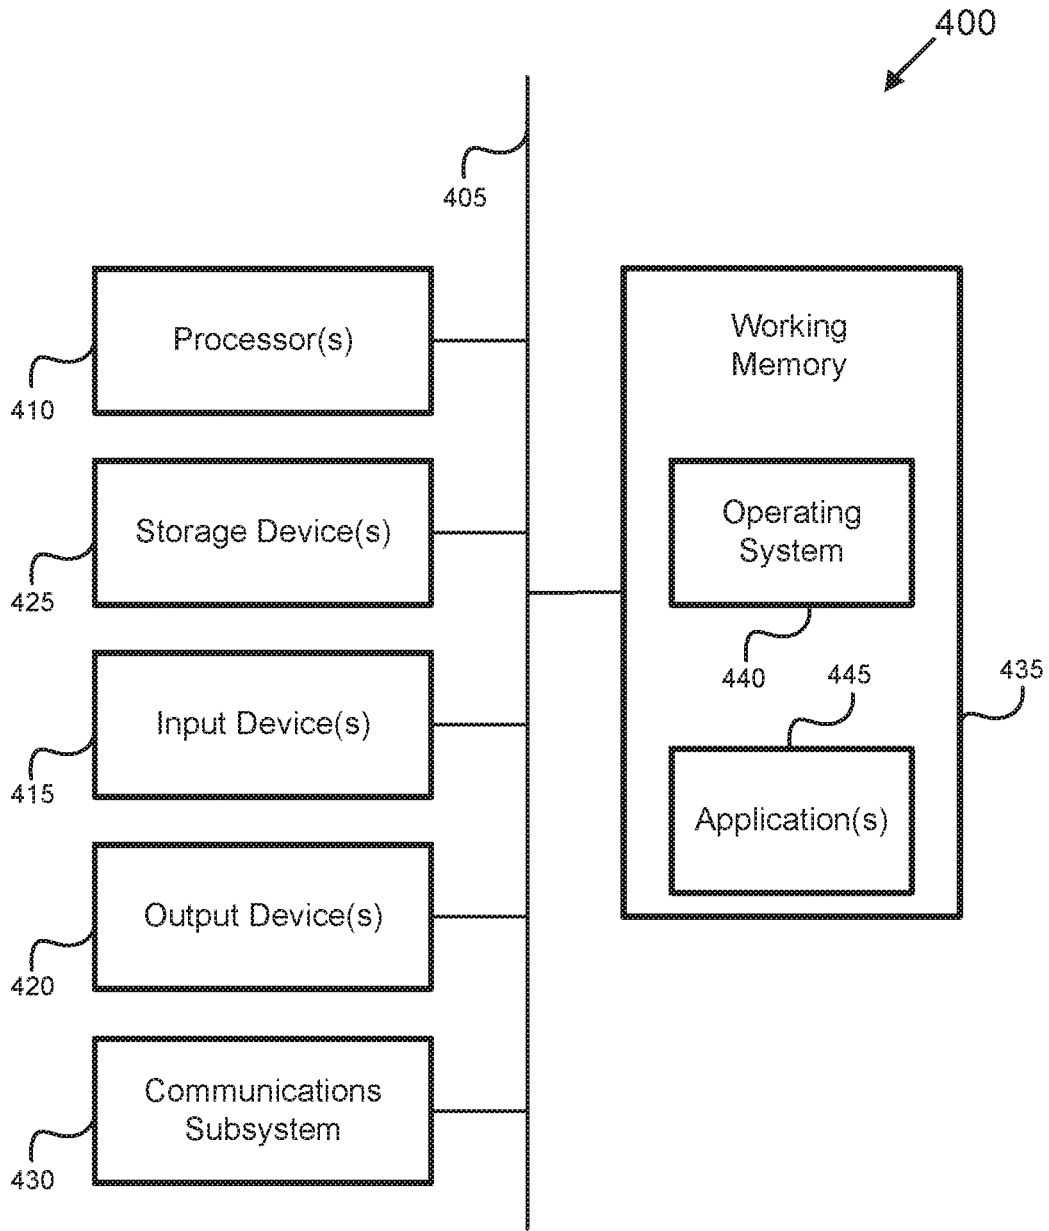 400
405
Processor(s)
410
Storage Device(s)
425
Input Device(s)
415
Output Device(s)
420
Communications
Subsystem
430
Working
Memory
Operating
System
440
445
435
Application(s)